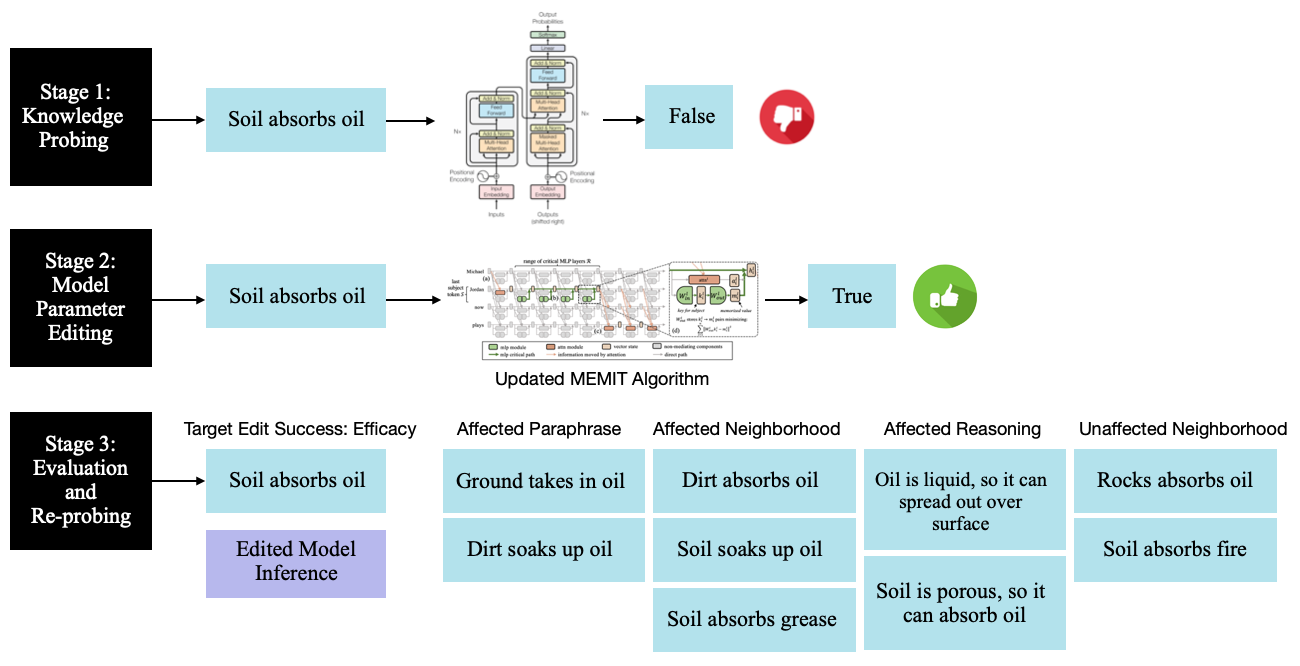 Stage 1:
Knowledge
Probing
Soil absorbs oil
Output
Probabilities
Softmax
Linear
Add & Norm
Feed
Forward
Add & Norm
Multi-Head
Attention
Add & Norm
Feed
Forward
Add & Norm
Multi-Head
Attention
Add & Norm
Masked
Multi-Head
Attention
N×
N×
Positional
Encoding
Positional
Encoding
Input
Embedding
Output
Embedding
Inputs
Outputs
(shifted right)
False
Stage 2:
Model
Parameter
Editing
Soil absorbs oil
range of critical MLP layers R
Michael
(a)
last
subject
token S
Jordan
(b)
now
plays
(c)
(d)
attn
key for subject
memorized value
mlp module
attn module
vector state
non-mediating components
mlp critical path
information moved by attention
direct path
Updated MEMIT Algorithm
True
Stage 3:
Evaluation
and
Re-probing
Target Edit Success: Efficacy
Soil absorbs oil
Edited Model
Inference
Affected Paraphrase
Ground takes in oil
Dirt soaks up oil
Affected Neighborhood
Dirt absorbs oil
Soil soaks up oil
Soil absorbs grease
Affected Reasoning
Oil is liquid, so it can
spread out over
surface
Soil is porous, so it
can absorb oil
Unaffected Neighborhood
Rocks absorbs oil
Soil absorbs fire